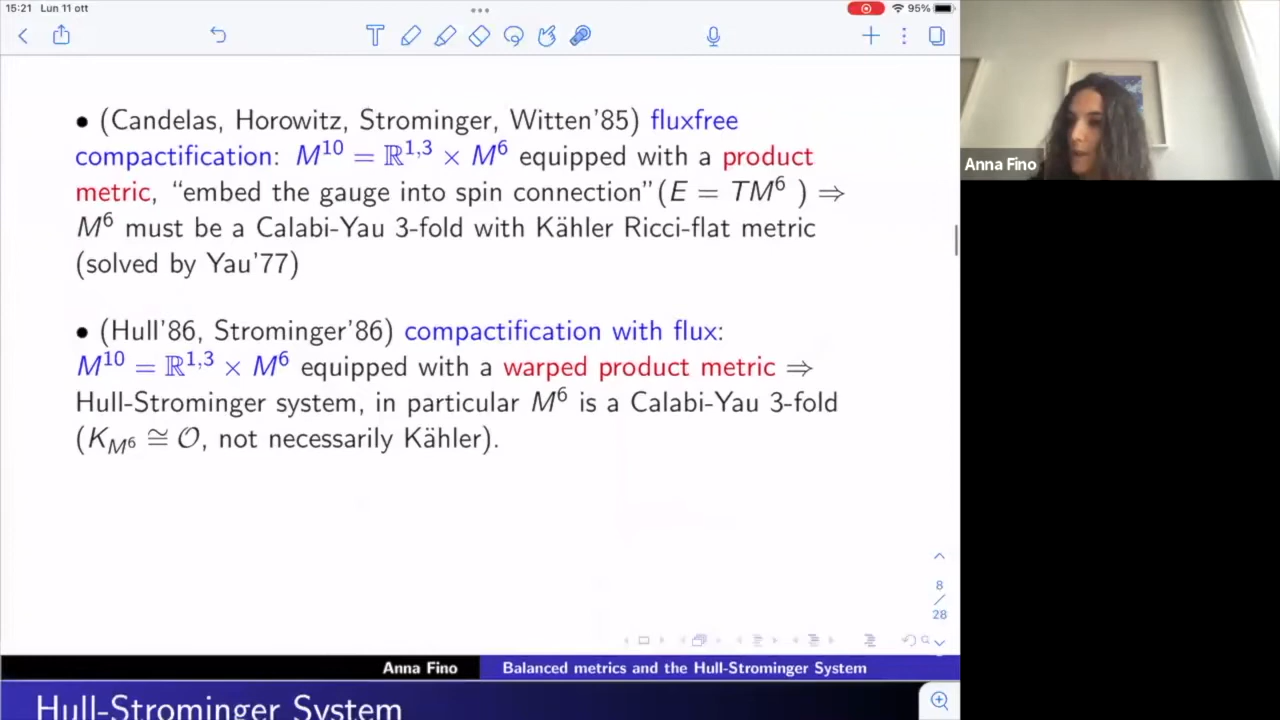 15:21 Lun 11 ott
95%
• (Candelas, Horowitz, Strominger, Witten'85) fluxfree
compactification: M¹⁰ = ℝ¹,³ × M⁶ equipped with a product
metric, “embed the gauge into spin connection” (E = TM⁶ ) ⇒
M⁶ must be a Calabi-Yau 3-fold with Kähler Ricci-flat metric
(solved by Yau'77)
• (Hull'86, Strominger'86) compactification with flux:
M¹⁰ = ℝ¹,³ × M⁶ equipped with a warped product metric ⇒
Hull-Strominger system, in particular M⁶ is a Calabi-Yau 3-fold
(K_{M⁶} ≅ 𝒪, not necessarily Kähler).
8
/
28
Anna Fino
Balanced metrics and the Hull-Strominger System
Hull-Strominger System
Anna Fino